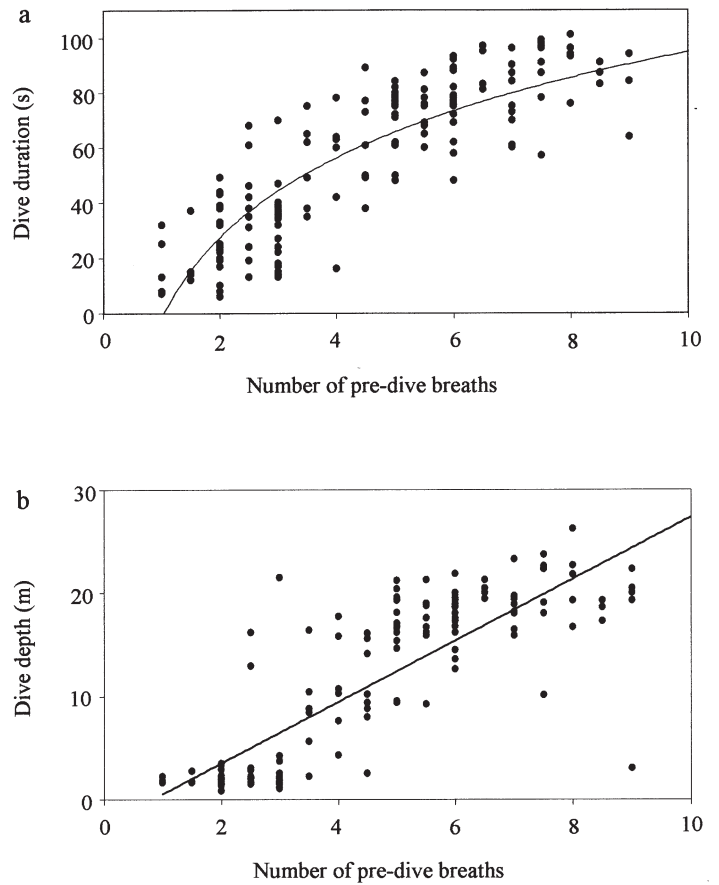 a
100
80
60
40
20
0
Dive duration (s)
0 2 4 6 8 10
Number of pre-dive breaths
b
30
20
10
0
Dive depth (m)
0 2 4 6 8 10
Number of pre-dive breaths